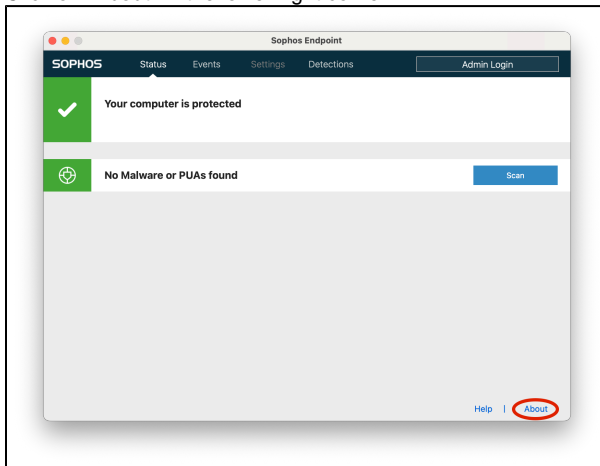 Sophos Endpoint
SOPHOS Status Events Settings Detections Admin Login
Your computer is protected
No Malware or PUAs found Scan
Help | About